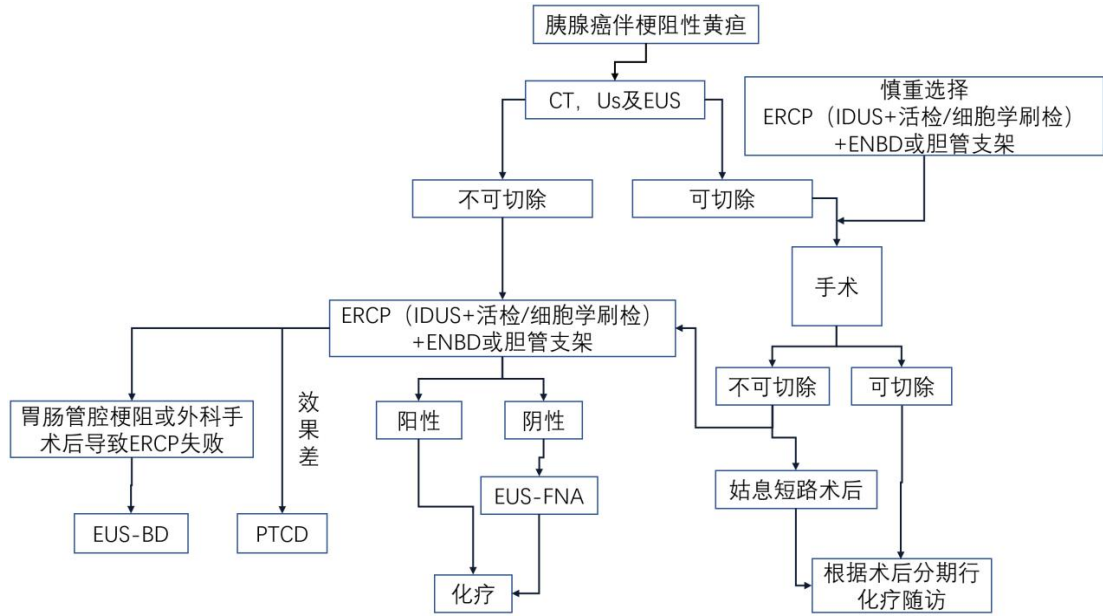 胰腺癌伴梗阻性黄疸
CT，Us及EUS
慎重选择
ERCP（IDUS+活检/细胞学刷检）
+ENBD或胆管支架
不可切除
可切除
手术
ERCP（IDUS+活检/细胞学刷检）
+ENBD或胆管支架
不可切除
可切除
胃肠管腔梗阻或外科手
术后导致ERCP失败
效果差
阳性
阴性
EUS-FNA
姑息短路术后
EUS-BD
PTCD
化疗
根据术后分期行
化疗随访